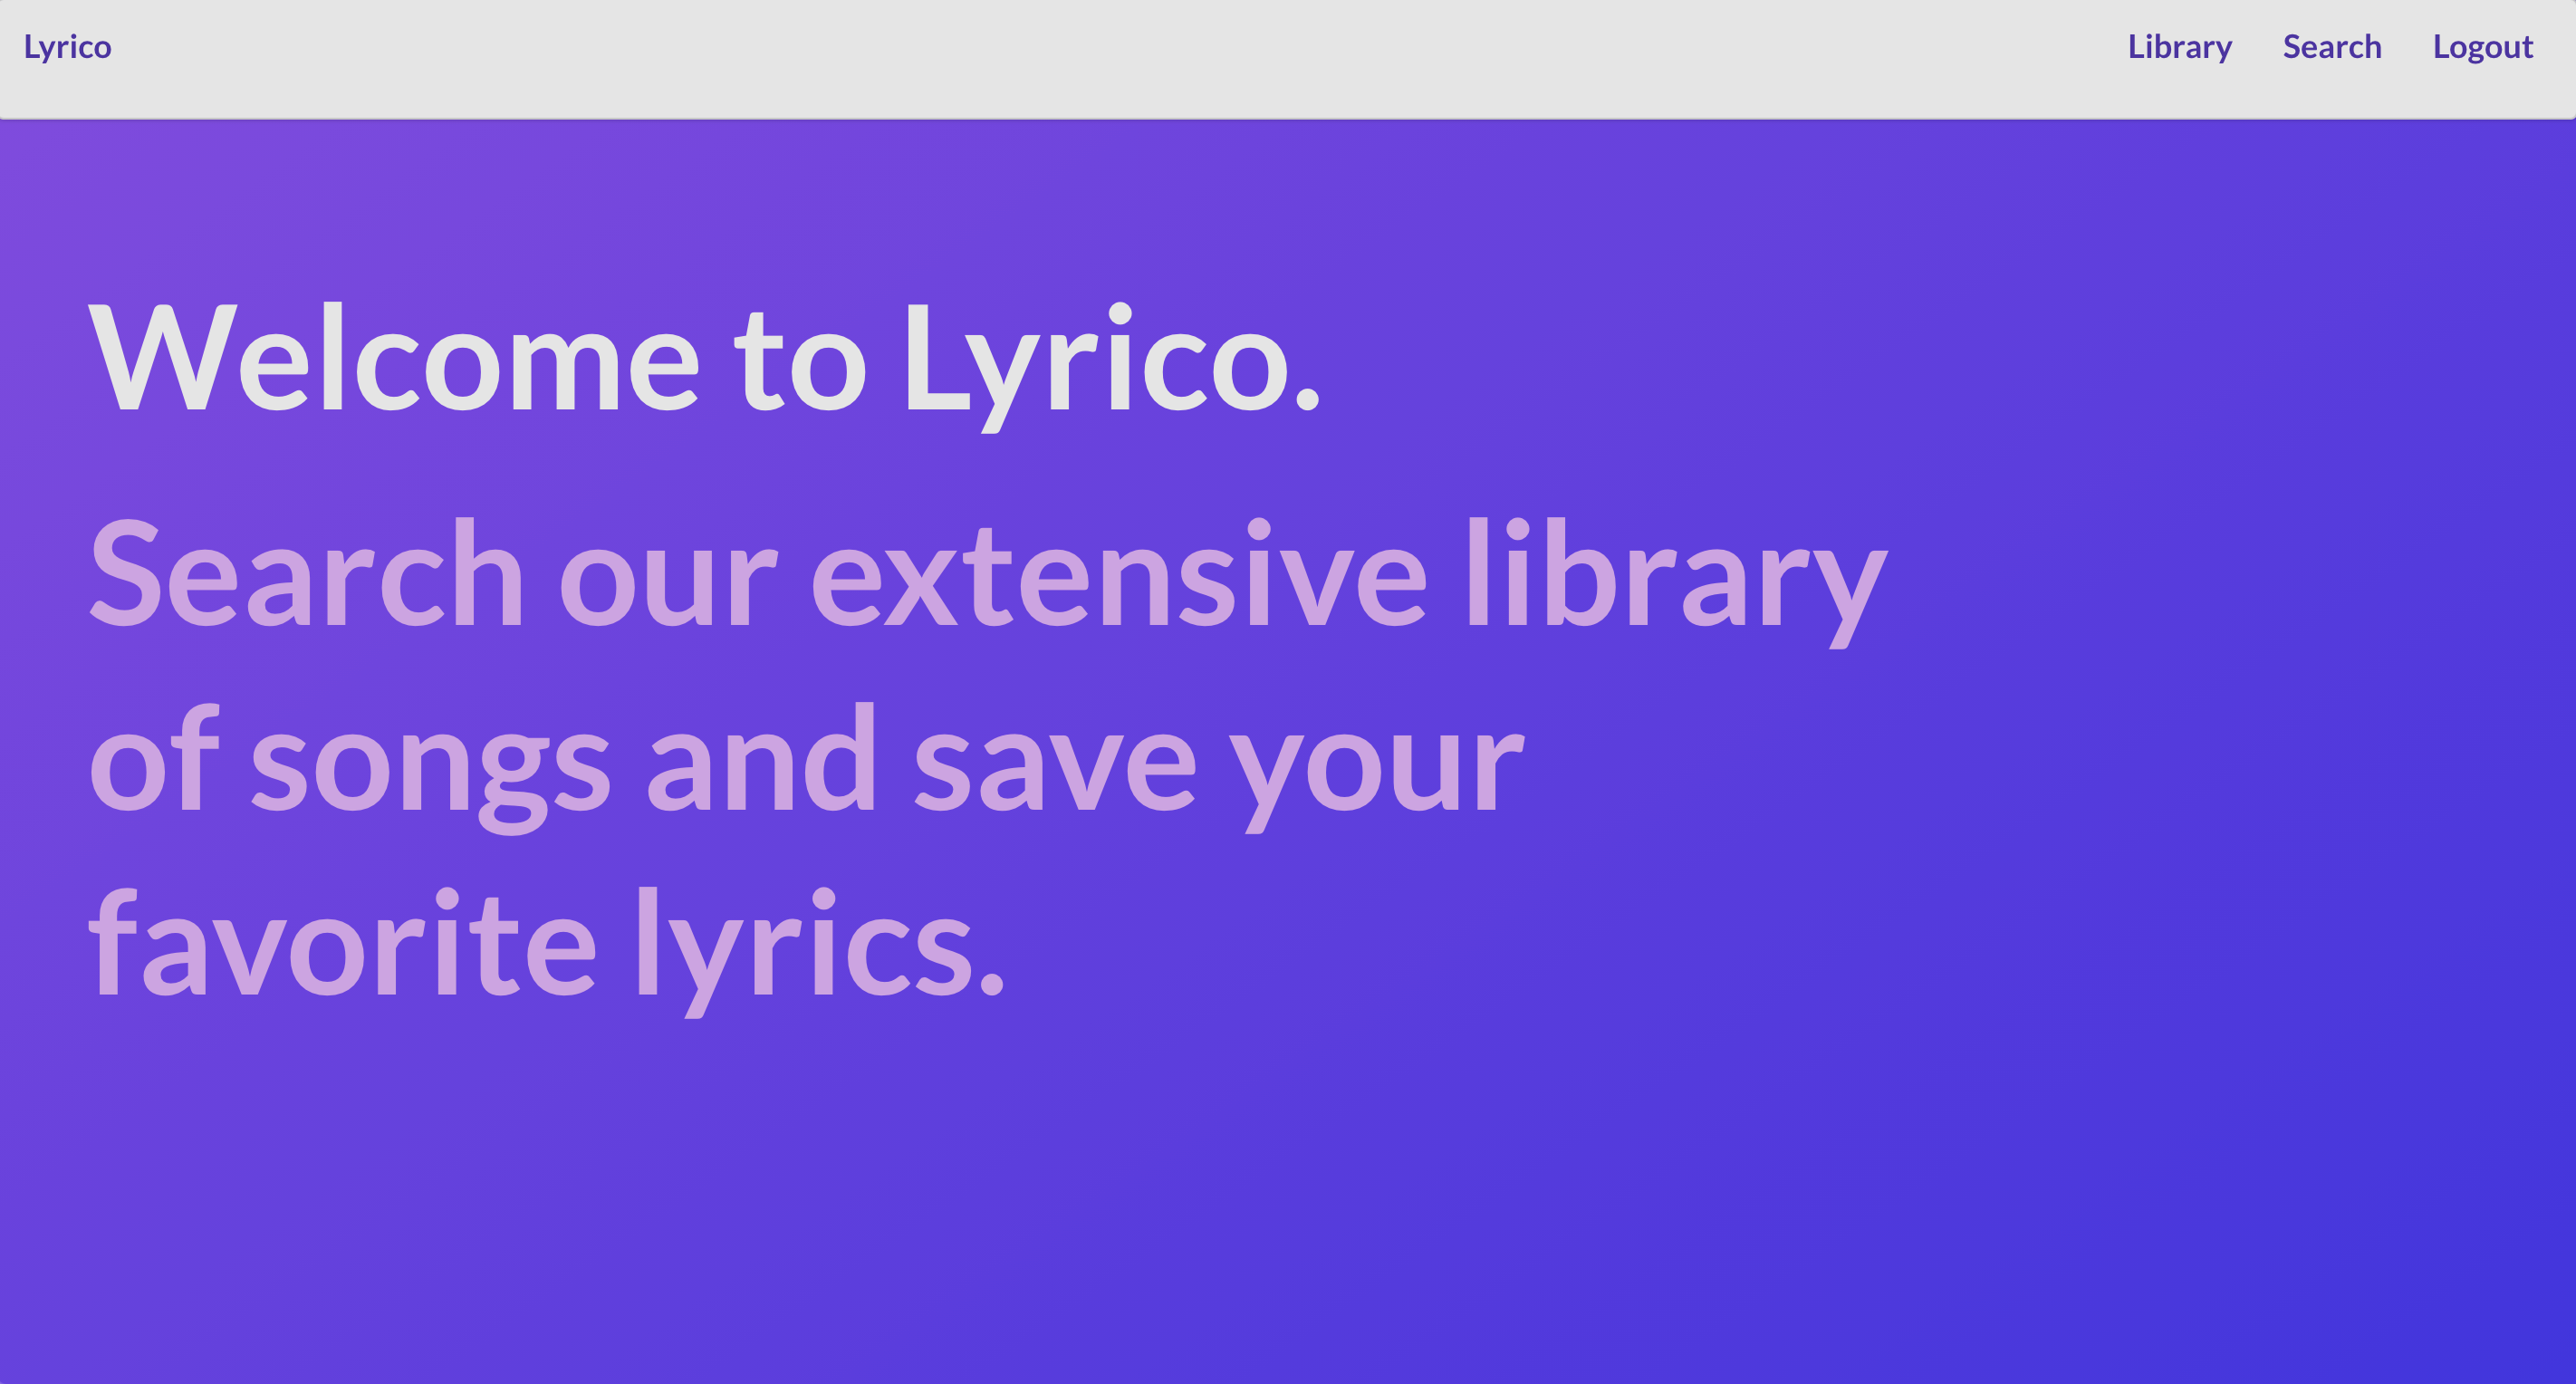 Lyrico
Library Search Logout
Welcome to Lyrico.
Search our extensive library
of songs and save your
favorite lyrics.